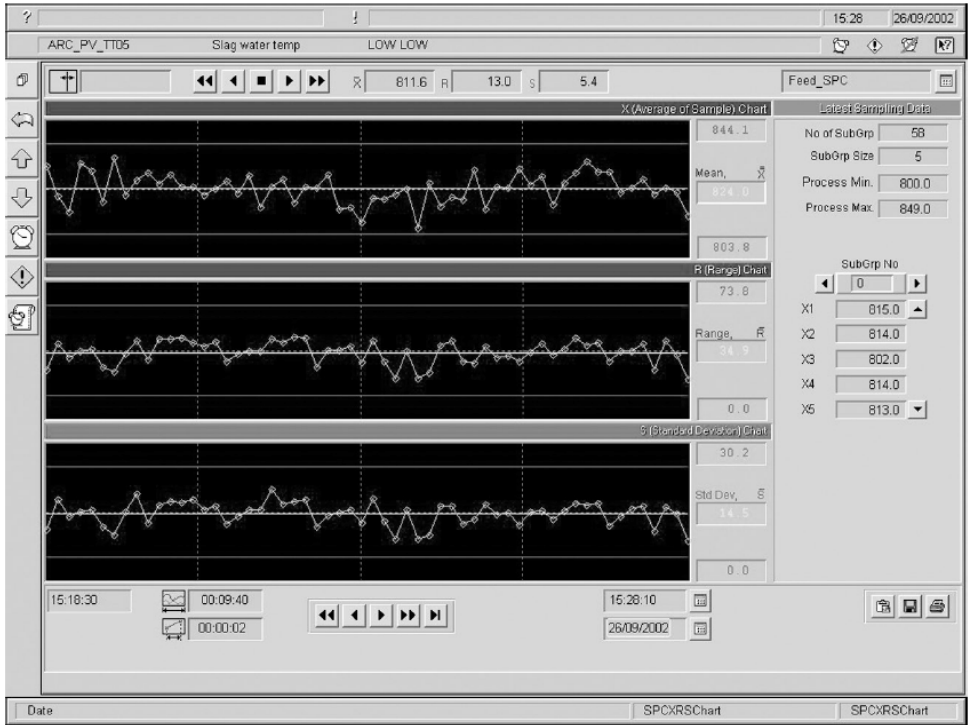 ? ! 15:28 26/09/2002
ARC_PV_TT05 Slag water temp LOW LOW
X̿ 811.6 R 13.0 S 5.4 Feed_SPC
X (Average of Sample) Chart
844.1
Mean, X̿
824.0
803.8
R (Range) Chart
73.8
Range, R̄
34.9
0.0
S (Standard Deviation) Chart
30.2
Std Dev, S̄
14.5
0.0
Latest Sampling Data
No of SubGrp 58
SubGrp Size 5
Process Min. 800.0
Process Max. 849.0
SubGrp No
0
X1 815.0
X2 814.0
X3 802.0
X4 814.0
X5 813.0
15:18:30 00:09:40 15:28:10
00:00:02 26/09/2002
Date SPCXRSChart SPCXRSChart